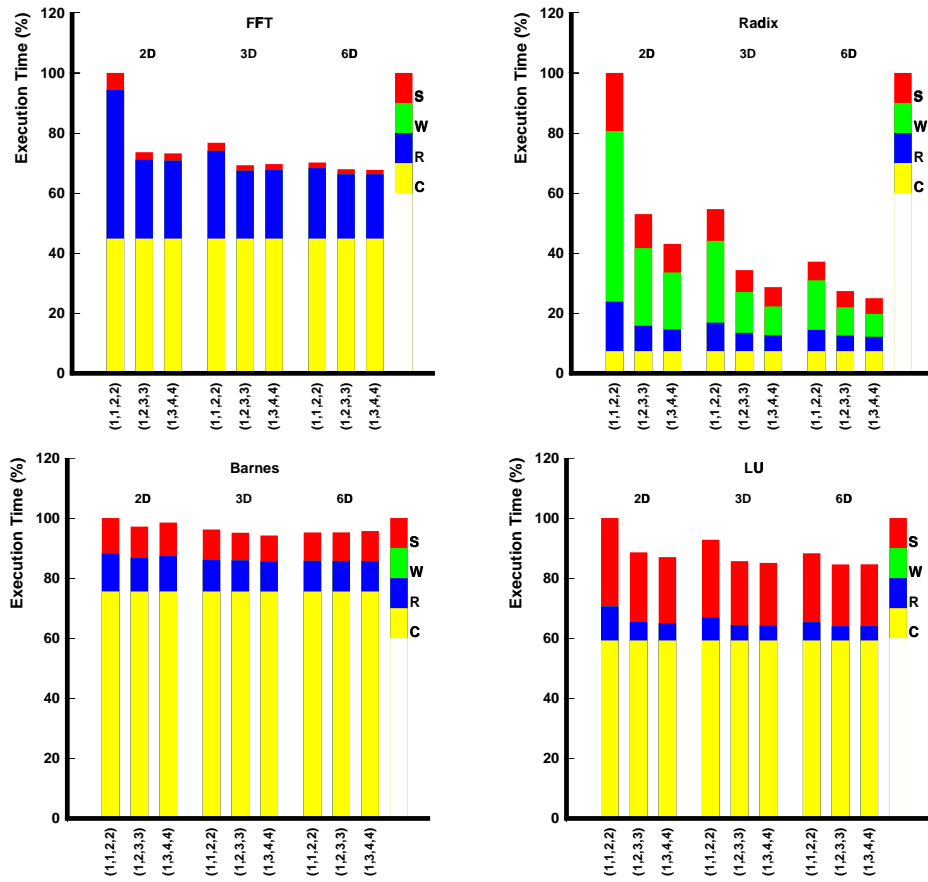 FFT
Execution Time (%)
120
100
80
60
40
20
0
2D
3D
6D
S
W
R
C
(1,1,2,2)
(1,2,3,3)
(1,3,4,4)
(1,1,2,2)
(1,2,3,3)
(1,3,4,4)
(1,1,2,2)
(1,2,3,3)
(1,3,4,4)
Radix
Execution Time (%)
120
100
80
60
40
20
0
2D
3D
6D
S
W
R
C
(1,1,2,2)
(1,2,3,3)
(1,3,4,4)
(1,1,2,2)
(1,2,3,3)
(1,3,4,4)
(1,1,2,2)
(1,2,3,3)
(1,3,4,4)
Barnes
Execution Time (%)
120
100
80
60
40
20
0
2D
3D
6D
S
W
R
C
(1,1,2,2)
(1,2,3,3)
(1,3,4,4)
(1,1,2,2)
(1,2,3,3)
(1,3,4,4)
(1,1,2,2)
(1,2,3,3)
(1,3,4,4)
LU
Execution Time (%)
120
100
80
60
40
20
0
2D
3D
6D
S
W
R
C
(1,1,2,2)
(1,2,3,3)
(1,3,4,4)
(1,1,2,2)
(1,2,3,3)
(1,3,4,4)
(1,1,2,2)
(1,2,3,3)
(1,3,4,4)